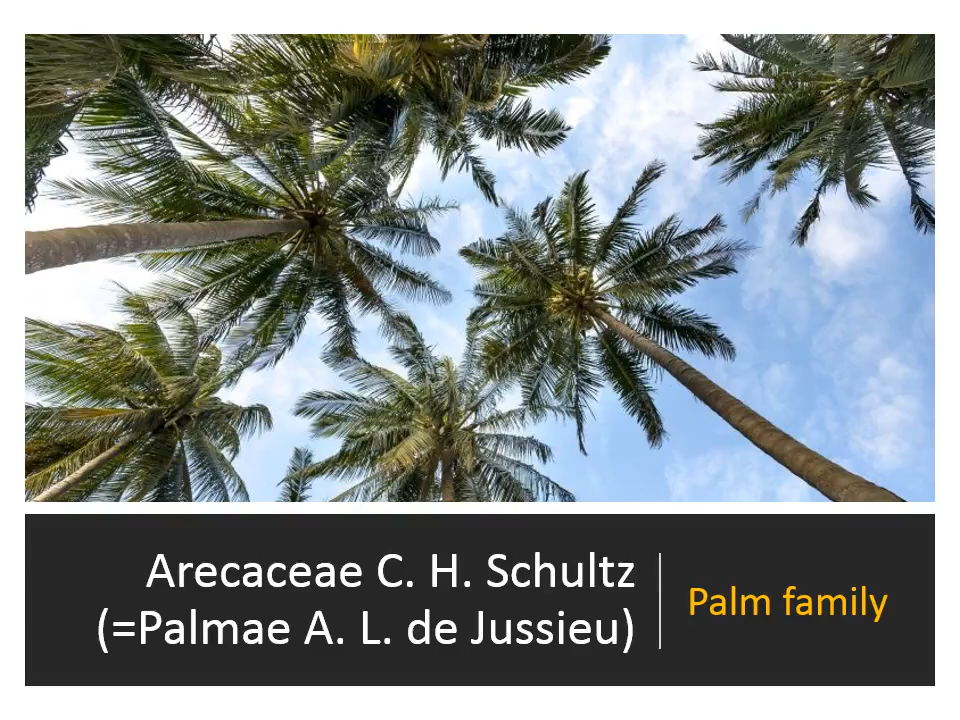 Arecaceae C. H. Schultz
(=Palmae A. L. de Jussieu)
Palm family